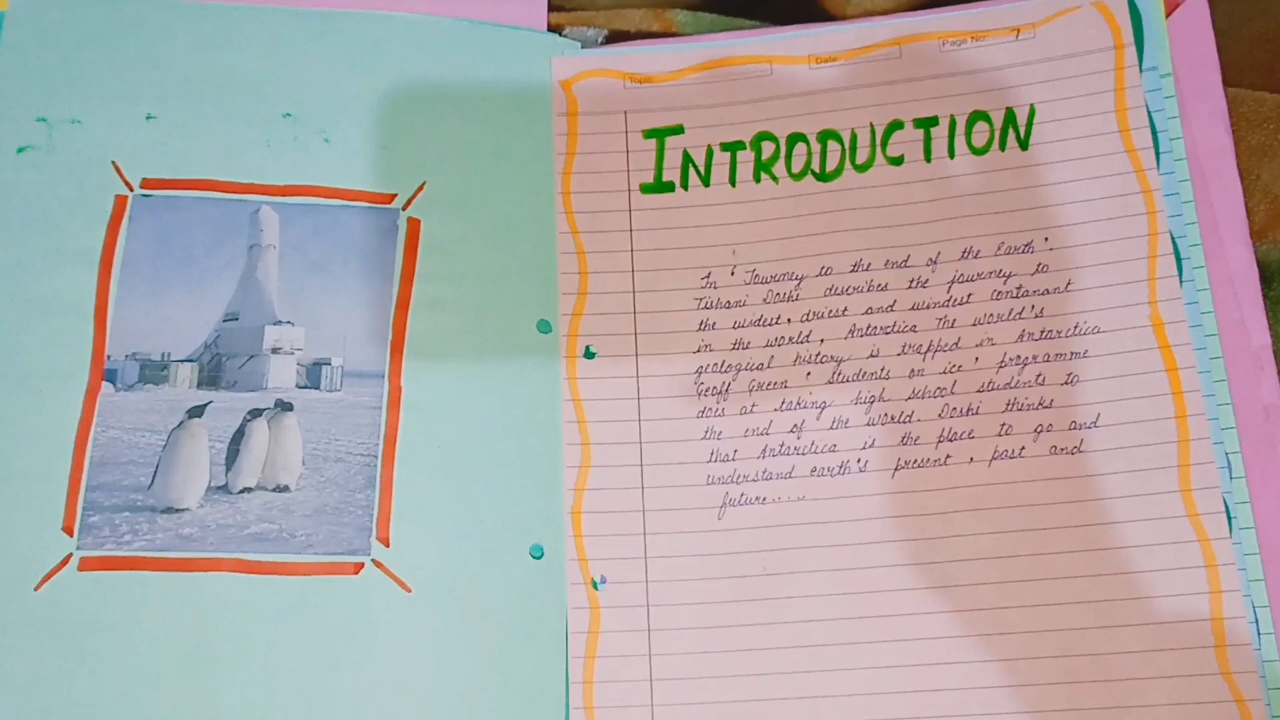 Topic
Date
Page No: 7
INTRODUCTION
In ' Journey to the end of the Earth'.
Tishani Doshi describes the journey to
the widest, driest and windest contanant
in the world, Antarctica The world's
geological history is trapped in Antarctica
Geoff Green ' Students on ice ' programme
does at taking high school students to
the end of the world. Doshi thinks
that Antarctica is the place to go and
understand earth's present, past and
future....